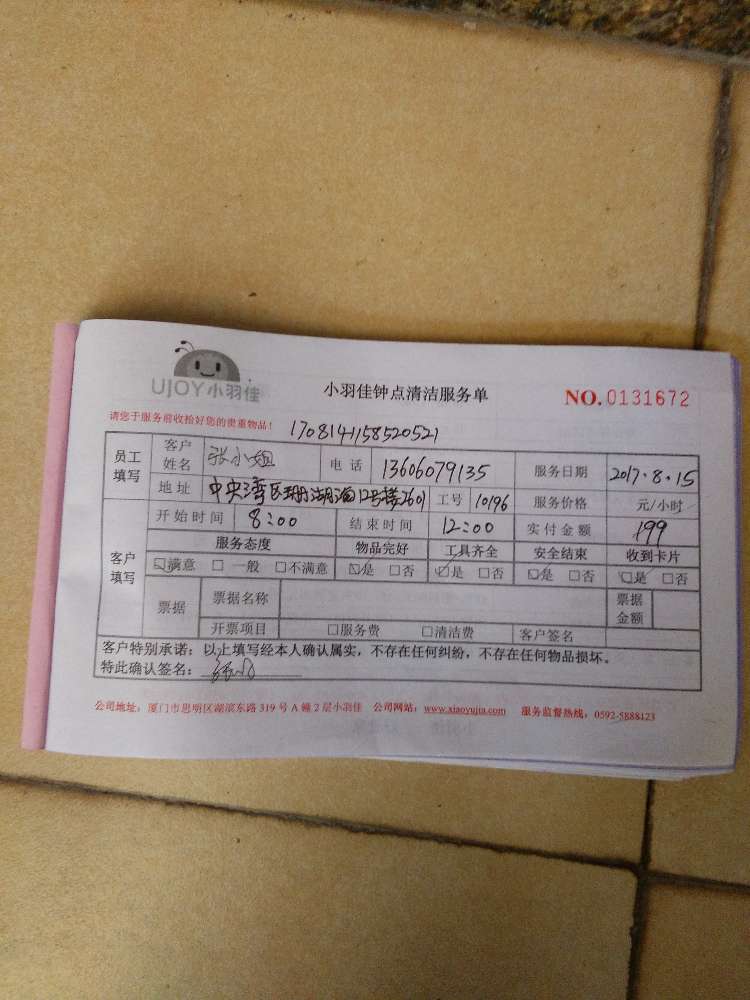 UJOY小羽佳
小羽佳钟点清洁服务单
NO.0131672
请您于服务前收捡好您的贵重物品!
1708141158520521
员工填写 客户姓名 张小姐 电话 13606079135 服务日期 2017.8.15
地址 中央湾区珊瑚海12号楼2601 工号 10196 服务价格 元/小时
开始时间 8:00 结束时间 12:00 实付金额 199
客户填写 服务态度 物品完好 工具齐全 安全结束 收到卡片
☑满意 □一般 □不满意 ☑是 □否 ☑是 □否 ☑是 □否 ☑是 □否
票据 票据名称 票据金额
开票项目 □服务费 □清洁费 客户签名
客户特别承诺:以上填写经本人确认属实,不存在任何纠纷,不存在任何物品损坏。
特此确认签名:
公司地址:厦门市思明区湖滨东路319号A幢2层小羽佳 公司网站:www.xiaoyujia.com 服务监督热线:0592-5888123